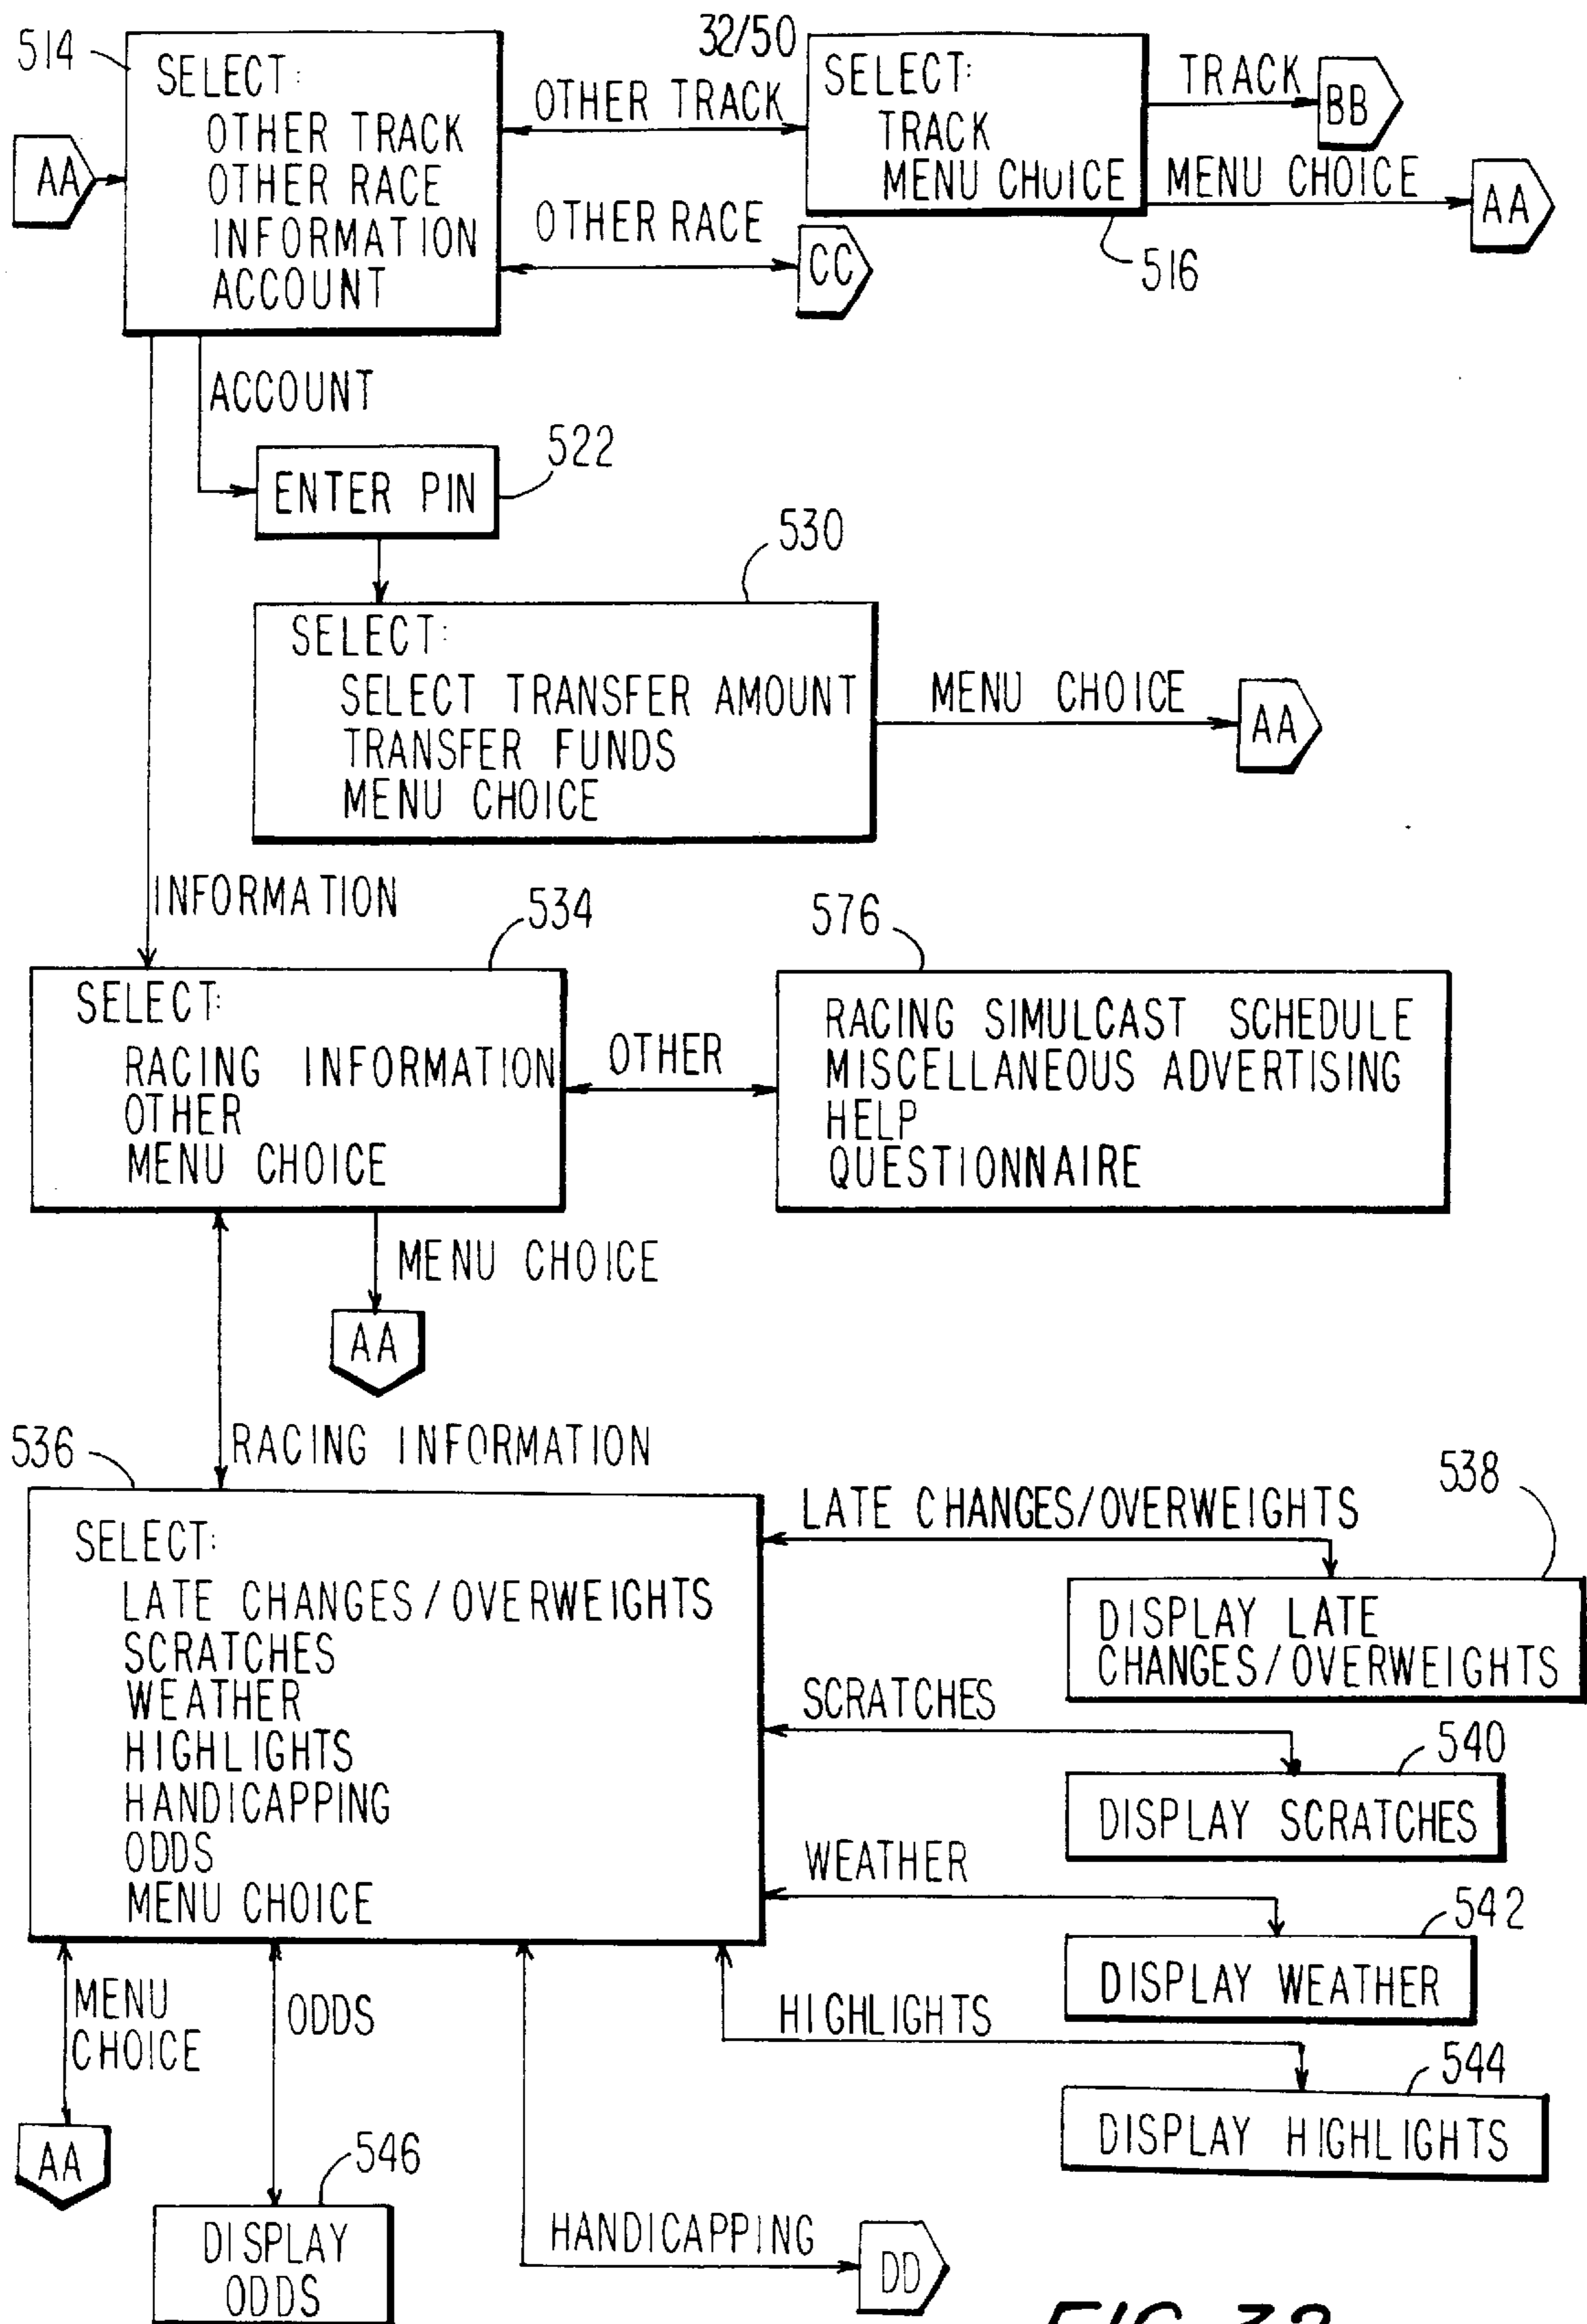 514
SELECT:
OTHER TRACK
OTHER RACE
INFORMATION
ACCOUNT
AA
OTHER TRACK
OTHER RACE
CC
32/50
SELECT:
TRACK
MENU CHOICE
516
TRACK
BB
MENU CHOICE
AA
ACCOUNT
ENTER PIN
522
530
SELECT:
SELECT TRANSFER AMOUNT
TRANSFER FUNDS
MENU CHOICE
MENU CHOICE
AA
INFORMATION
534
SELECT:
RACING INFORMATION
OTHER
MENU CHOICE
OTHER
576
RACING SIMULCAST SCHEDULE
MISCELLANEOUS ADVERTISING
HELP
QUESTIONNAIRE
MENU CHOICE
AA
RACING INFORMATION
536
SELECT:
LATE CHANGES/OVERWEIGHTS
SCRATCHES
WEATHER
HIGHLIGHTS
HANDICAPPING
ODDS
MENU CHOICE
LATE CHANGES/OVERWEIGHTS
538
DISPLAY LATE
CHANGES/OVERWEIGHTS
SCRATCHES
540
DISPLAY SCRATCHES
WEATHER
542
DISPLAY WEATHER
HIGHLIGHTS
544
DISPLAY HIGHLIGHTS
MENU
CHOICE
AA
ODDS
546
DISPLAY
ODDS
HANDICAPPING
DD